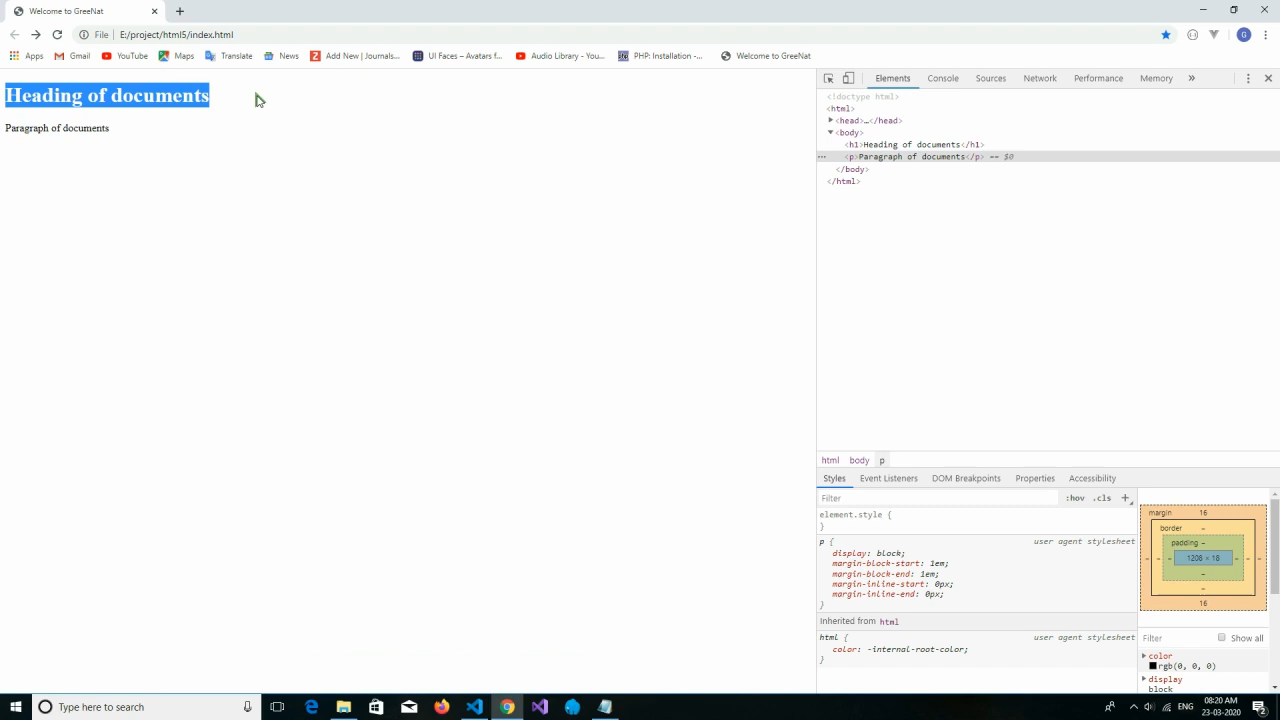 Welcome to GreeNat
File E:/project/html5/index.html
G
Apps Gmail YouTube Maps Translate News Add New | Journals... UI Faces – Avatars f... Audio Library - You... PHP: Installation -... Welcome to GreeNat
Heading of documents
Paragraph of documents
Elements Console Sources Network Performance Memory »
<!doctype html>
<html>
<head>…</head>
<body>
<h1>Heading of documents</h1>
<p>Paragraph of documents</p> == $0
</body>
</html>
html body p
Styles Event Listeners DOM Breakpoints Properties Accessibility
Filter :hov .cls +
element.style {
}
p { user agent stylesheet
display: block;
margin-block-start: 1em;
margin-block-end: 1em;
margin-inline-start: 0px;
margin-inline-end: 0px;
}
Inherited from html
html { user agent stylesheet
color: -internal-root-color;
}
margin 16
border –
padding –
1208 × 18
–
–
16
Filter Show all
color
rgb(0, 0, 0)
display
block
Type here to search
ENG
08:20 AM
23-03-2020